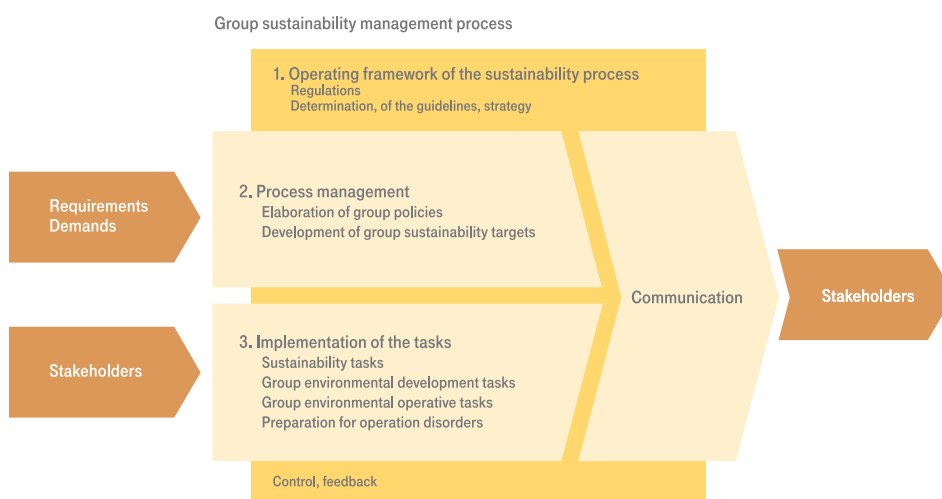 Group sustainability management process
1. Operating framework of the sustainability process
Regulations
Determination, of the guidelines, strategy
Requirements
Demands
2. Process management
Elaboration of group policies
Development of group sustainability targets
Communication
Stakeholders
Stakeholders
3. Implementation of the tasks
Sustainability tasks
Group environmental development tasks
Group environmental operative tasks
Preparation for operation disorders
Control, feedback